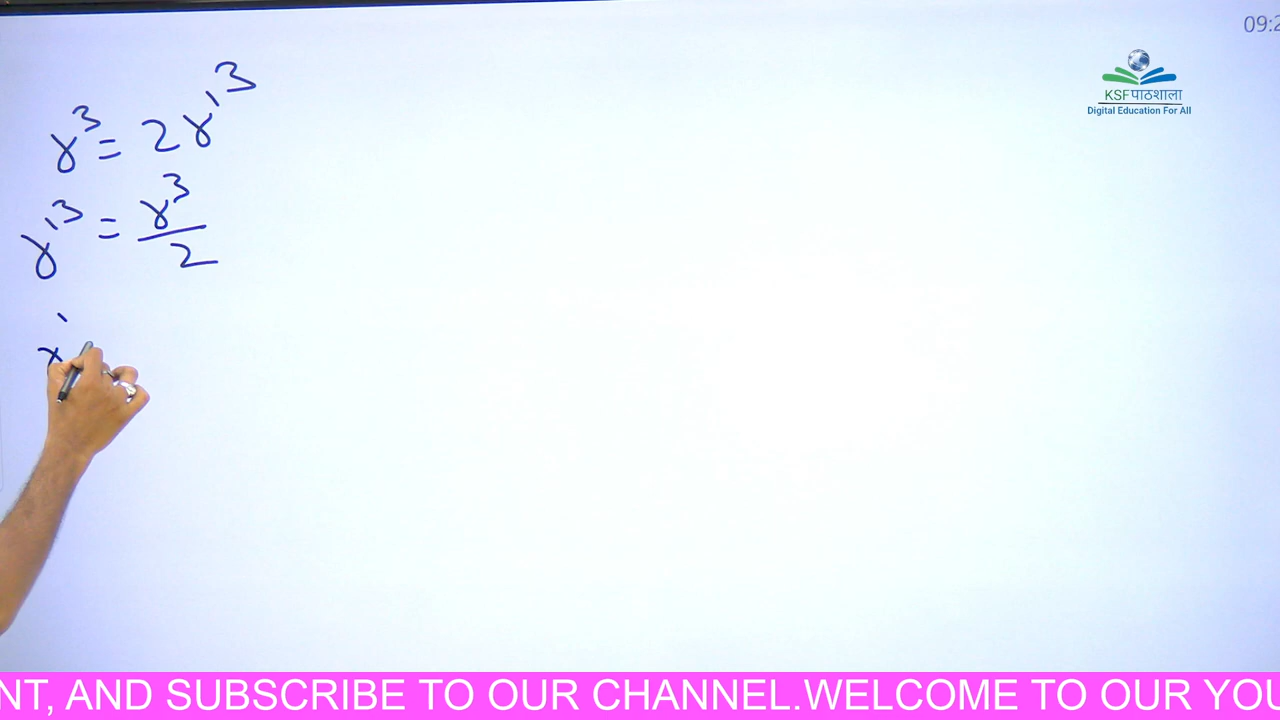 09:2
KSFपाठशाला
Digital Education For All
r³ = 2r'³
r'³ = r³/2
r'
NT, AND SUBSCRIBE TO OUR CHANNEL.WELCOME TO OUR YOU